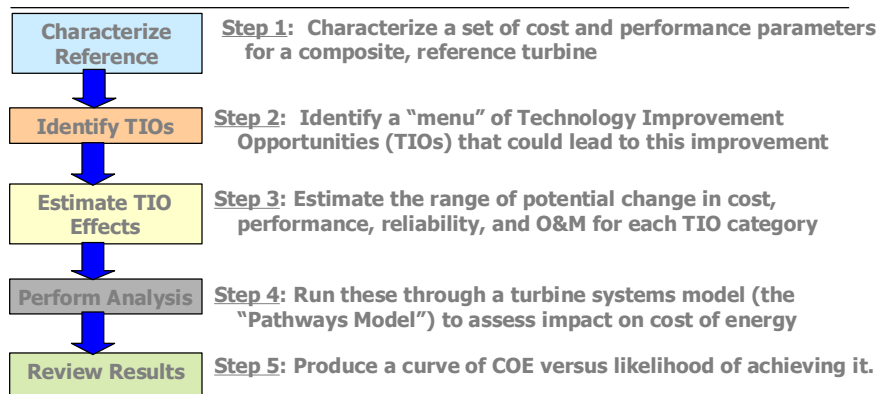 Characterize
Reference
Step 1: Characterize a set of cost and performance parameters
for a composite, reference turbine
Identify TIOs
Step 2: Identify a “menu” of Technology Improvement
Opportunities (TIOs) that could lead to this improvement
Estimate TIO
Effects
Step 3: Estimate the range of potential change in cost,
performance, reliability, and O&M for each TIO category
Perform Analysis
Step 4: Run these through a turbine systems model (the
“Pathways Model”) to assess impact on cost of energy
Review Results
Step 5: Produce a curve of COE versus likelihood of achieving it.